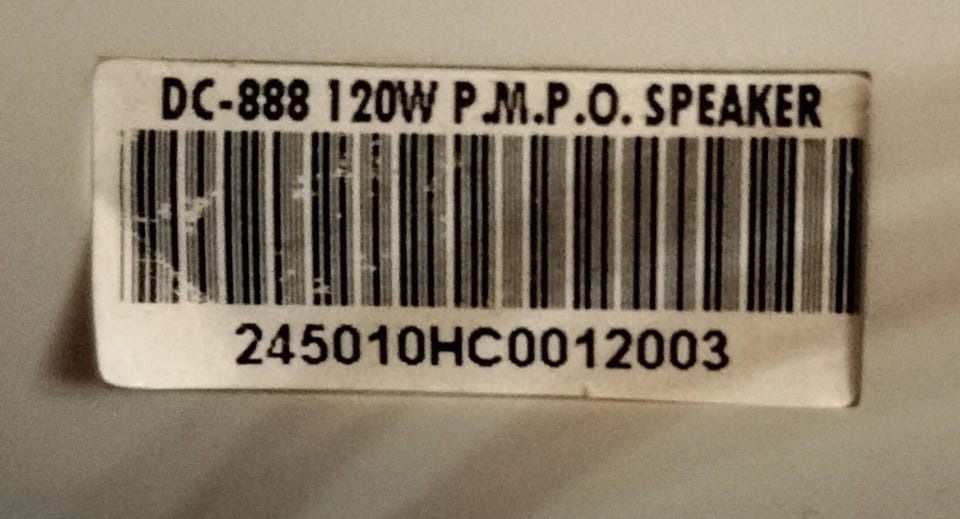 DC-888 120W P.M.P.O. SPEAKER
245010HC0012003